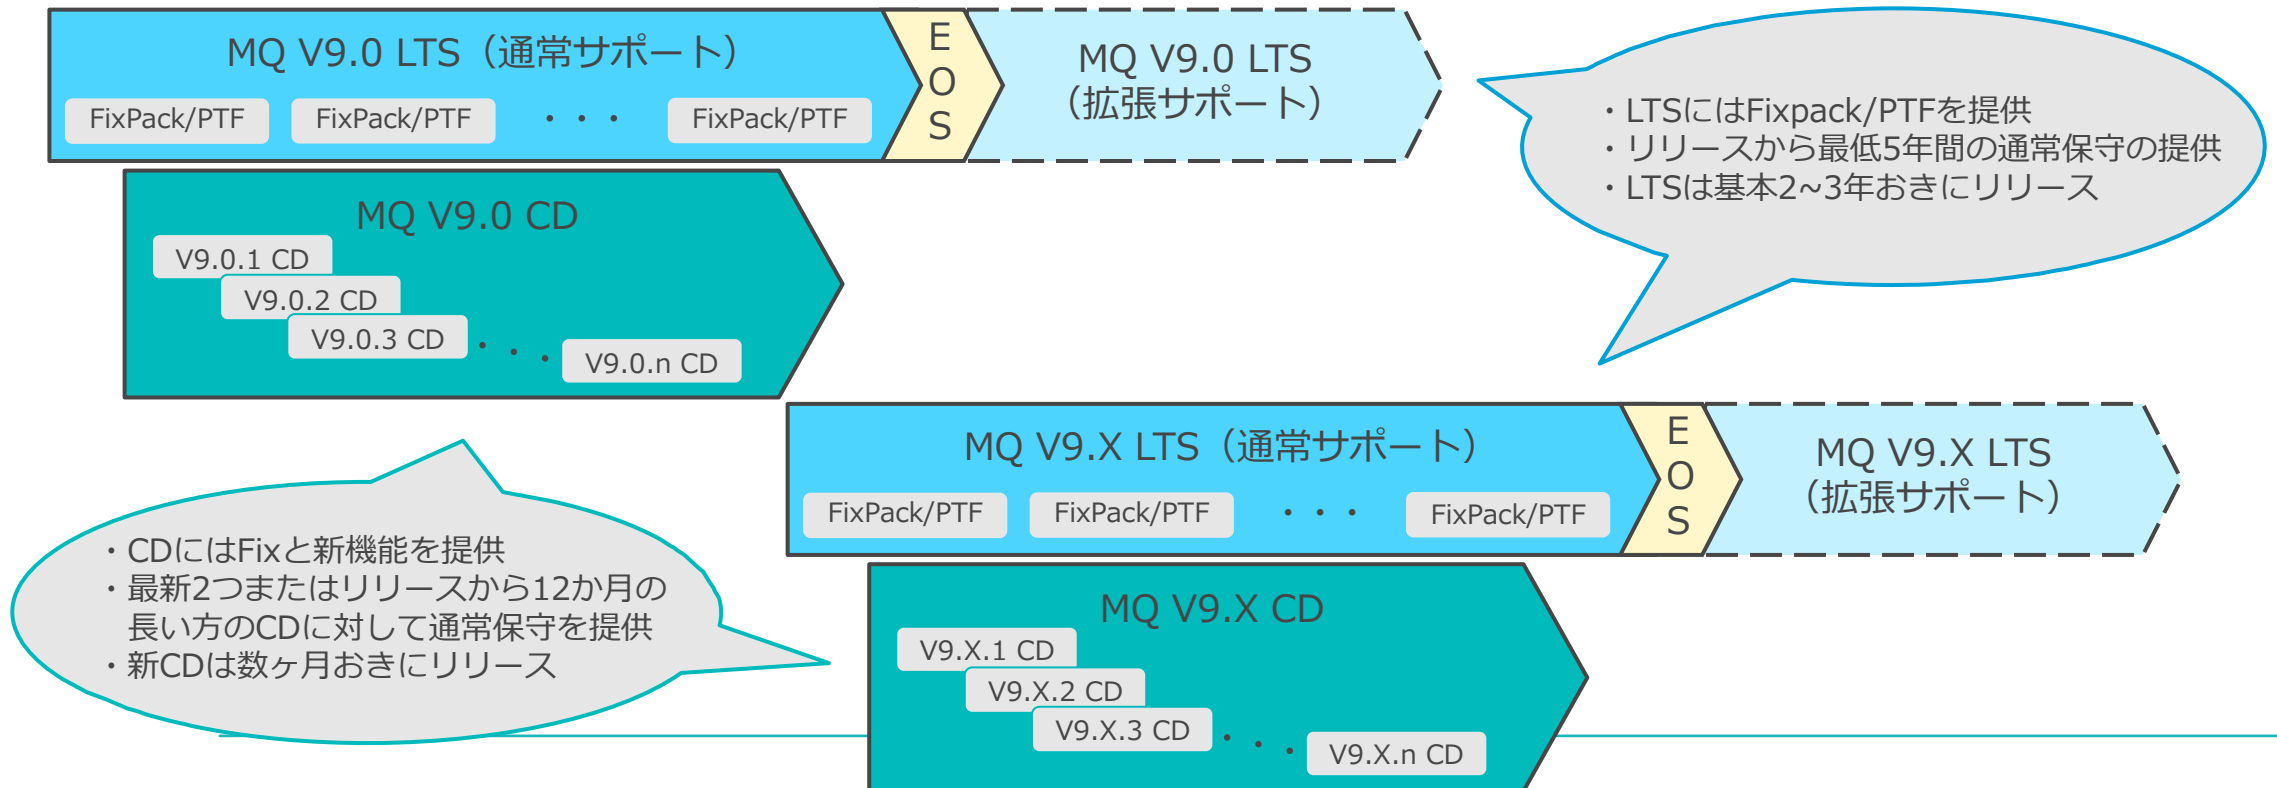 MQ V9.0 LTS（通常サポート）
FixPack/PTF
FixPack/PTF
・・・
FixPack/PTF
E
O
S
MQ V9.0 LTS
（拡張サポート）
・LTSにはFixpack/PTFを提供
・リリースから最低5年間の通常保守の提供
・LTSは基本2~3年おきにリリース
MQ V9.0 CD
V9.0.1 CD
V9.0.2 CD
V9.0.3 CD
・・・
V9.0.n CD
MQ V9.X LTS（通常サポート）
FixPack/PTF
FixPack/PTF
・・・
FixPack/PTF
E
O
S
MQ V9.X LTS
（拡張サポート）
・CDにはFixと新機能を提供
・最新2つまたはリリースから12か月の
長い方のCDに対して通常保守を提供
・新CDは数ヶ月おきにリリース
MQ V9.X CD
V9.X.1 CD
V9.X.2 CD
V9.X.3 CD
・・・
V9.X.n CD